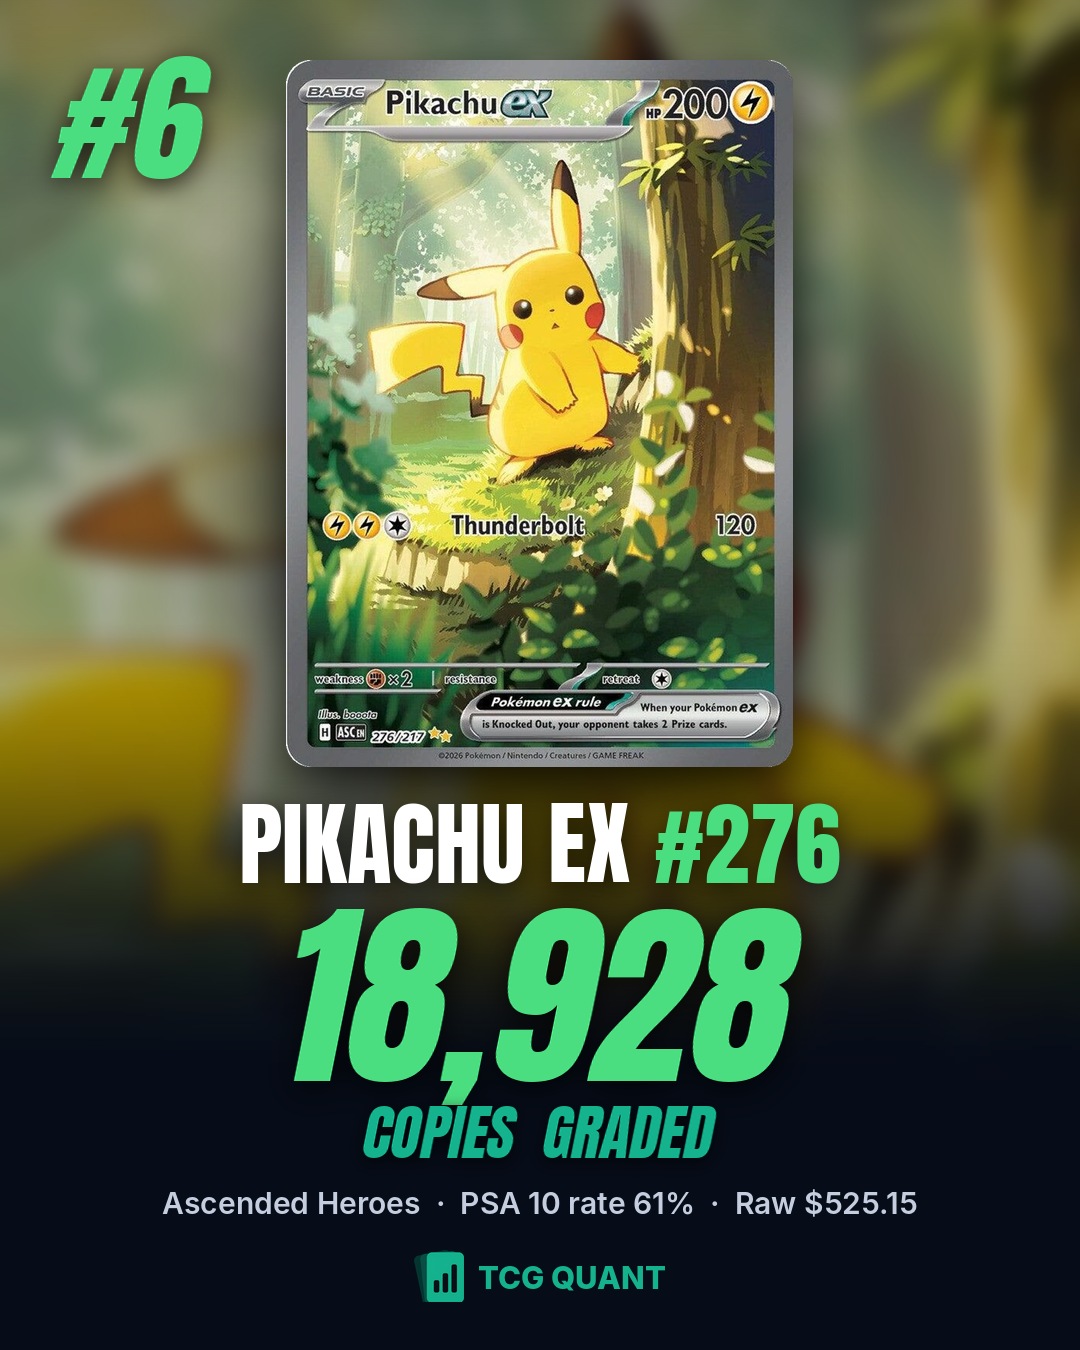 #6
BASIC
Pikachu ex
HP 200
Thunderbolt 120
weakness ×2 resistance retreat
Pokémon ex rule
When your Pokémon ex
is Knocked Out, your opponent takes 2 Prize cards.
Illus. booota
H ASC EN 276/217
©2026 Pokémon / Nintendo / Creatures / GAME FREAK
PIKACHU EX #276
18,928
COPIES GRADED
Ascended Heroes · PSA 10 rate 61% · Raw $525.15
TCG QUANT